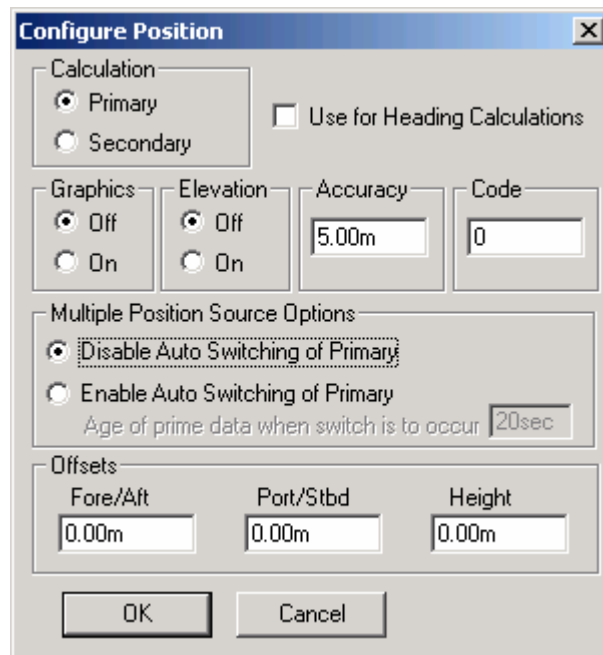 Configure Position
Calculation
Primary
Secondary
Use for Heading Calculations
Graphics
Off
On
Elevation
Off
On
Accuracy
5.00m
Code
0
Multiple Position Source Options
Disable Auto Switching of Primary
Enable Auto Switching of Primary
Age of prime data when switch is to occur 20sec
Offsets
Fore/Aft Port/Stbd Height
0.00m 0.00m 0.00m
OK Cancel